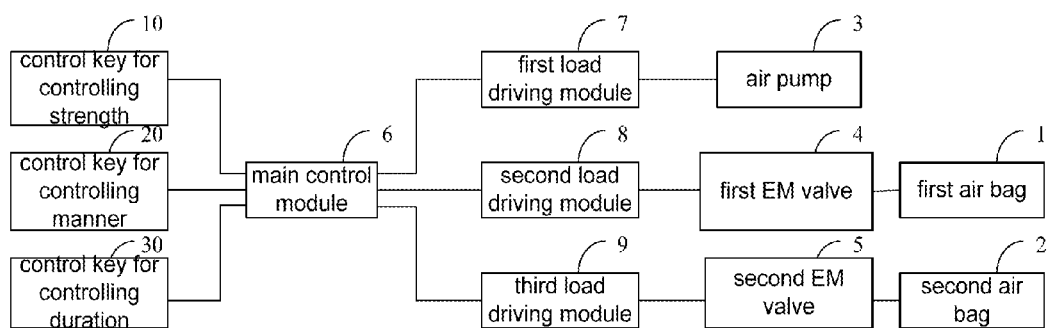 10
control key for
controlling
strength
20
control key for
controlling
manner
30
control key for
controlling
duration
6
main control
module
7
first load
driving module
8
second load
driving module
9
third load
driving module
3
air pump
4
first EM valve
5
second EM
valve
1
first air bag
2
second air
bag